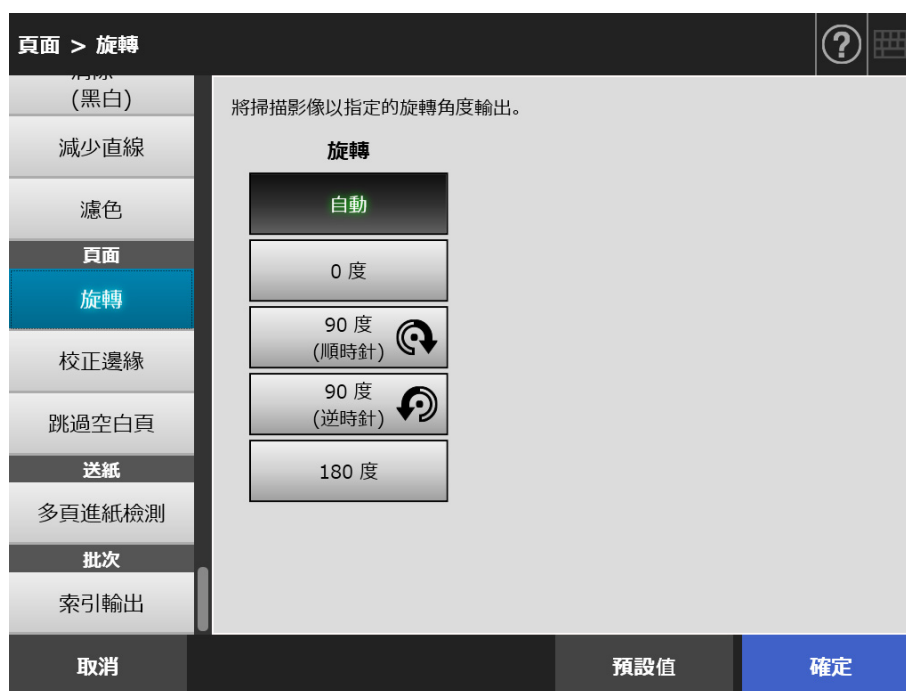 頁面 > 旋轉
(黑白)
減少直線
濾色
頁面
旋轉
校正邊緣
跳過空白頁
送紙
多頁進紙檢測
批次
索引輸出
將掃描影像以指定的旋轉角度輸出。
旋轉
自動
0 度
90 度
(順時針)
90 度
(逆時針)
180 度
取消
預設值
確定